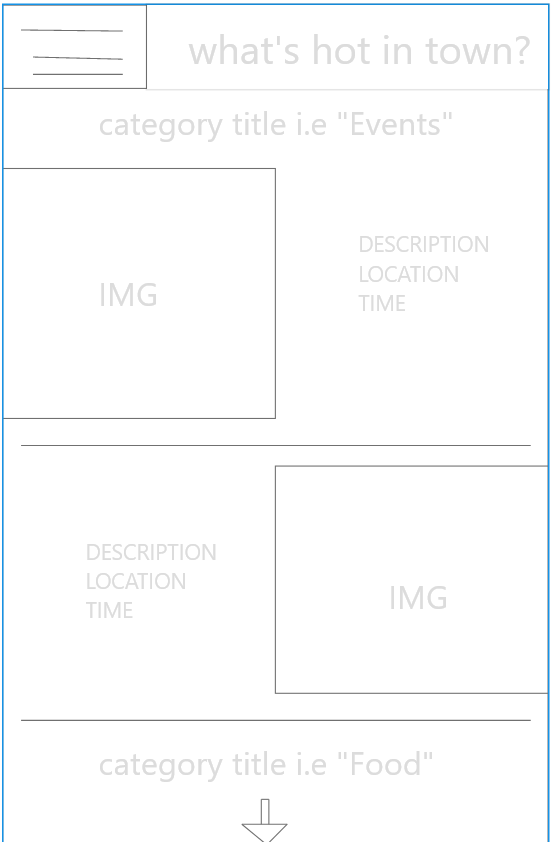 what's hot in town?
category title i.e "Events"
IMG
DESCRIPTION
LOCATION
TIME
DESCRIPTION
LOCATION
TIME
IMG
category title i.e "Food"